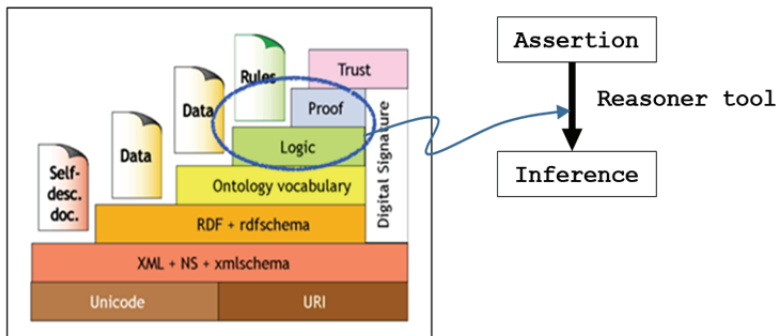 Rules
Trust
Data
Proof
Data
Logic
Self-
desc.
doc.
Ontology vocabulary
Digital Signature
RDF + rdfschema
XML + NS + xmlschema
Unicode
URI
Assertion
Reasoner tool
Inference